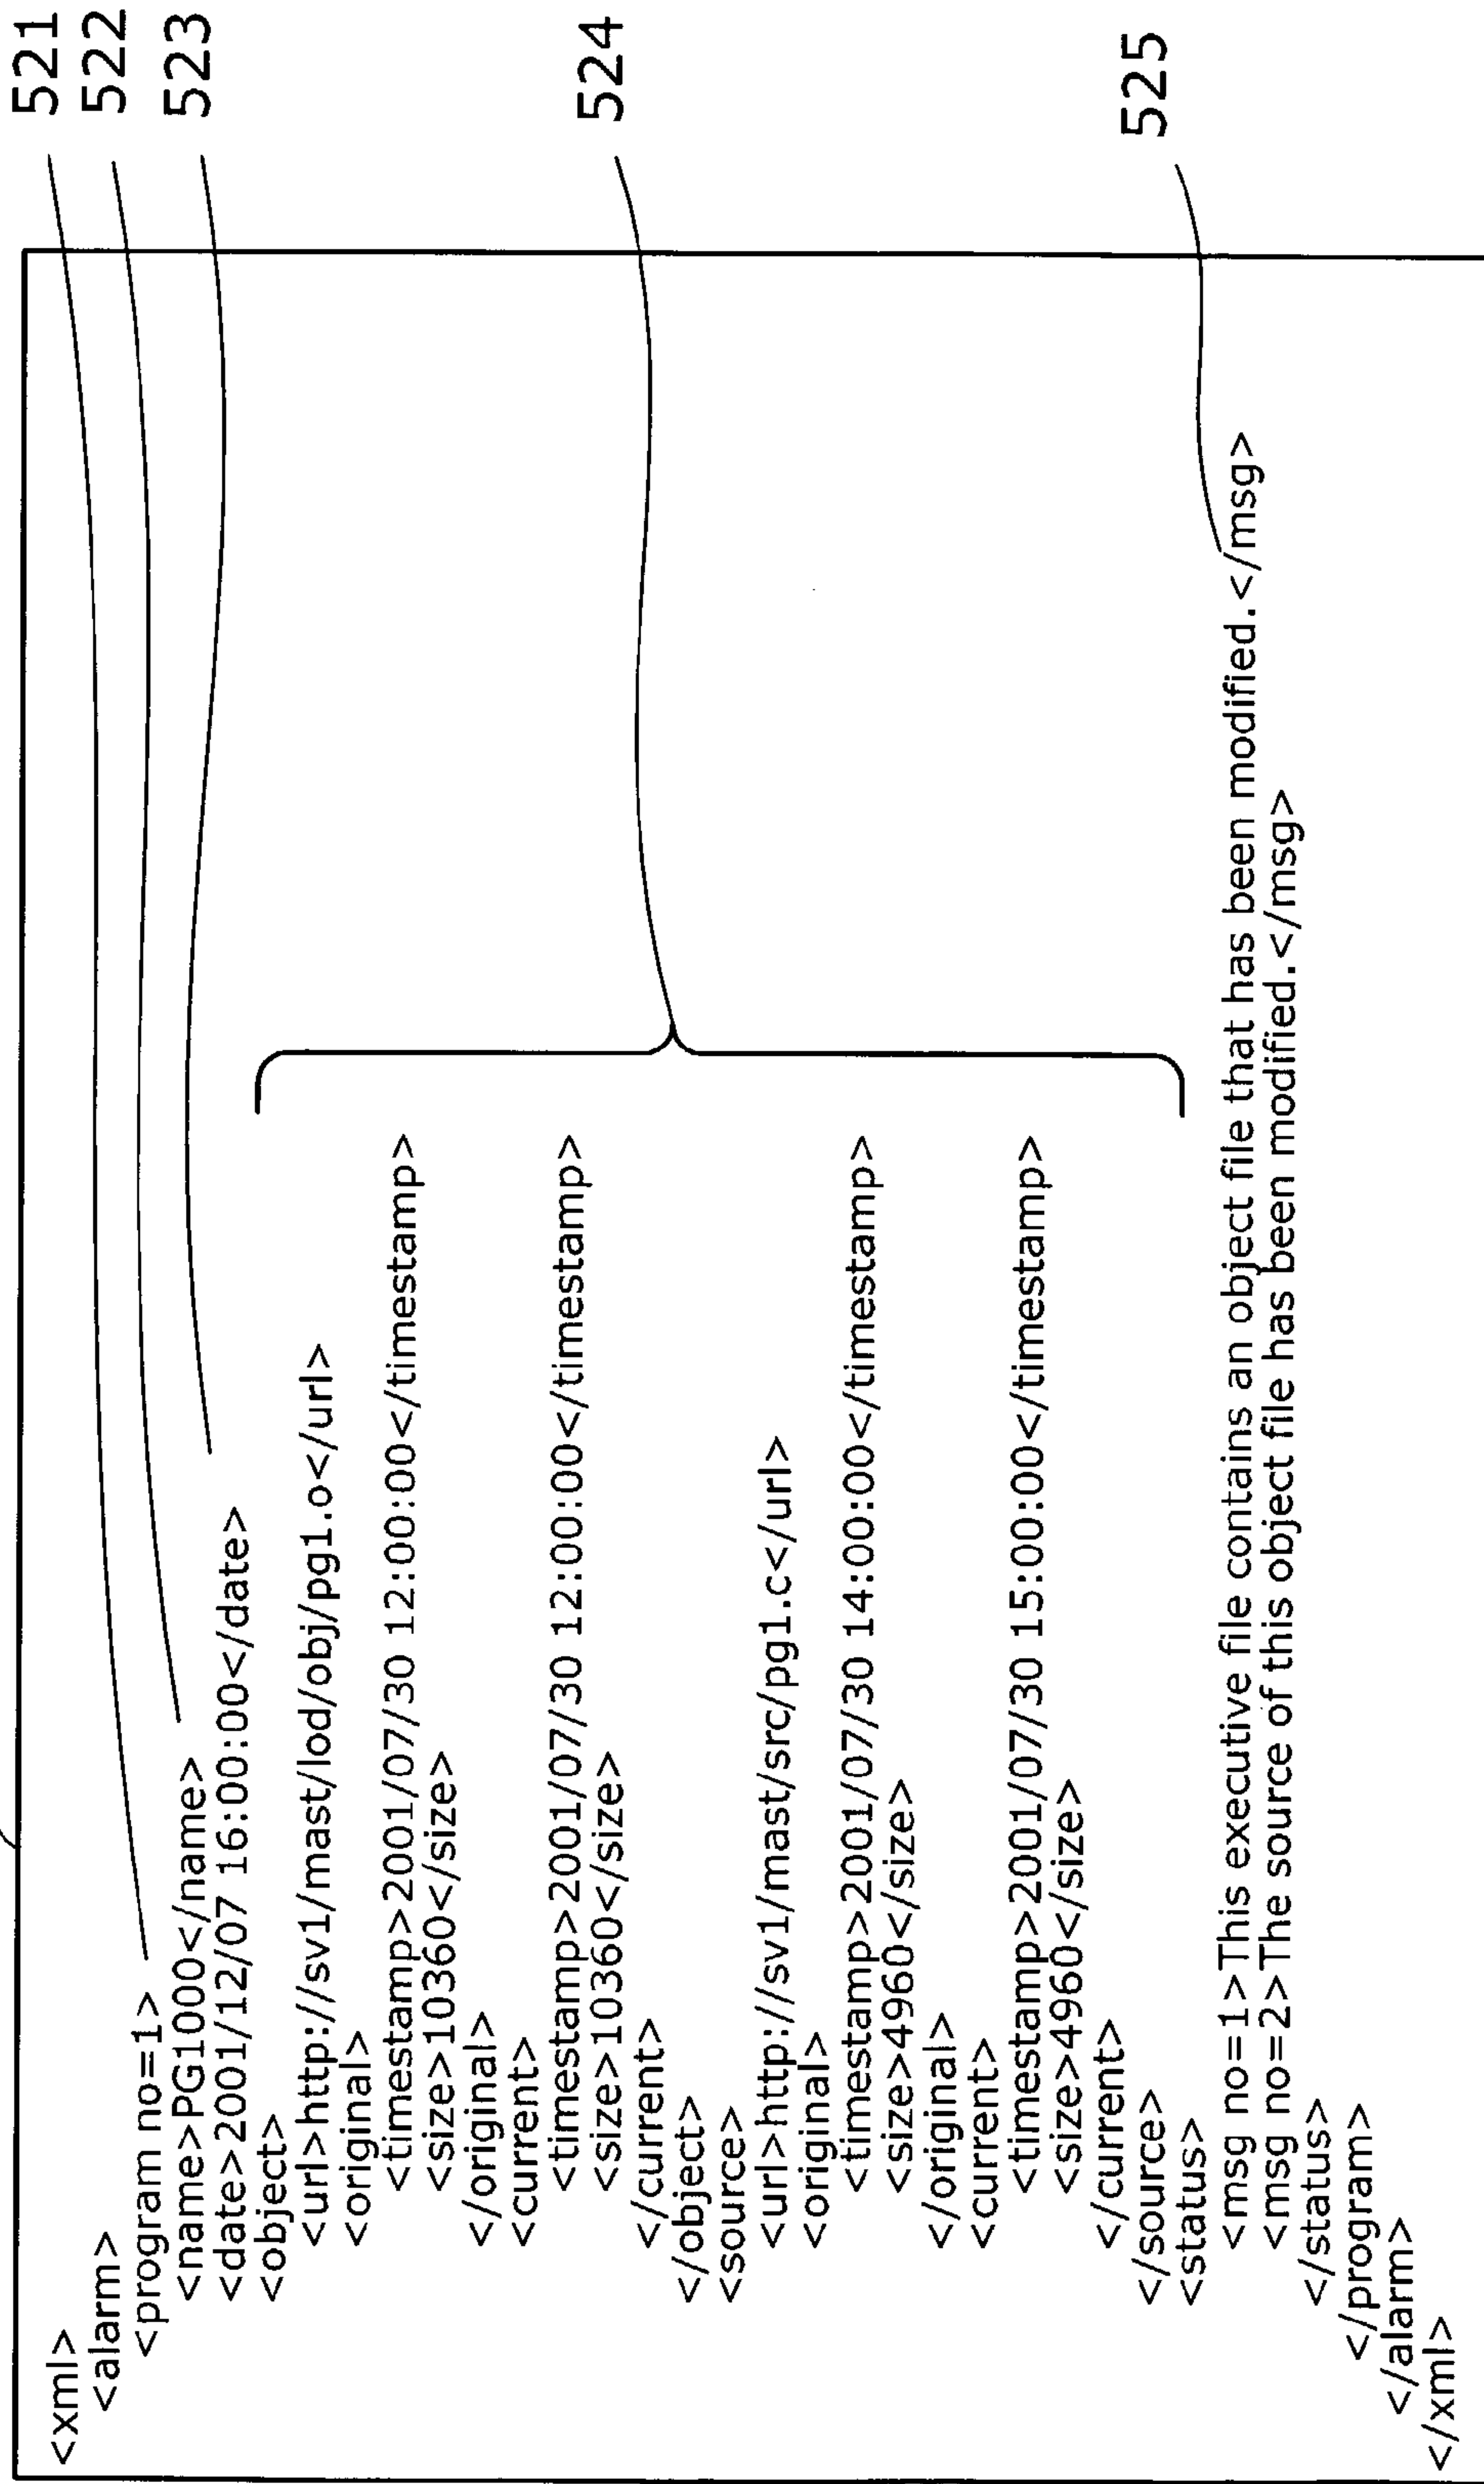 <xml>
<alarm>
<program no=1>
<name>PG1000</name>
<date>2001/12/07 16:00:00</date>
<object>
<url>http://sv1/mast/lod/obj/pg1.o</url>
<original>
<timestamp>2001/07/30 12:00:00</timestamp>
<size>10360</size>
</original>
<current>
<timestamp>2001/07/30 12:00:00</timestamp>
<size>10360</size>
</current>
</object>
<source>
<url>http://sv1/mast/src/pg1.c</url>
<original>
<timestamp>2001/07/30 14:00:00</timestamp>
<size>4960</size>
</original>
<current>
<timestamp>2001/07/30 15:00:00</timestamp>
<size>4960</size>
</current>
</source>
<status>
<msg no=1>This executive file contains an object file that has been modified.</msg>
<msg no=2>The source of this object file has been modified.</msg>
</status>
</program>
</alarm>
</xml>
521
522
523
524
525